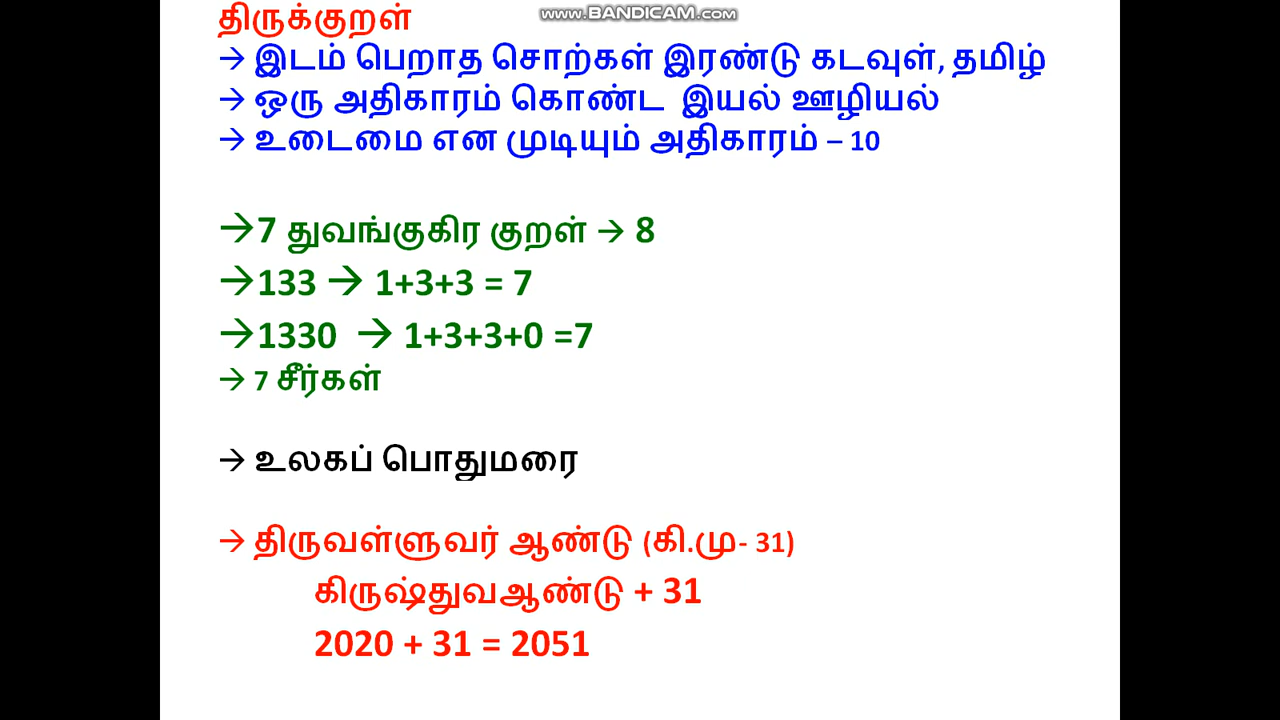 www.BANDICAM.com
திருக்குறள்
→ இடம் பெறாத சொற்கள் இரண்டு கடவுள், தமிழ்
→ ஒரு அதிகாரம் கொண்ட இயல் ஊழியல்
→ உடைமை என முடியும் அதிகாரம் – 10
→7 துவங்குகிர குறள் → 8
→133 → 1+3+3 = 7
→1330 → 1+3+3+0 =7
→ 7 சீர்கள்
→ உலகப் பொதுமரை
→ திருவள்ளுவர் ஆண்டு (கி.மு- 31)
கிருஷ்துவஆண்டு + 31
2020 + 31 = 2051